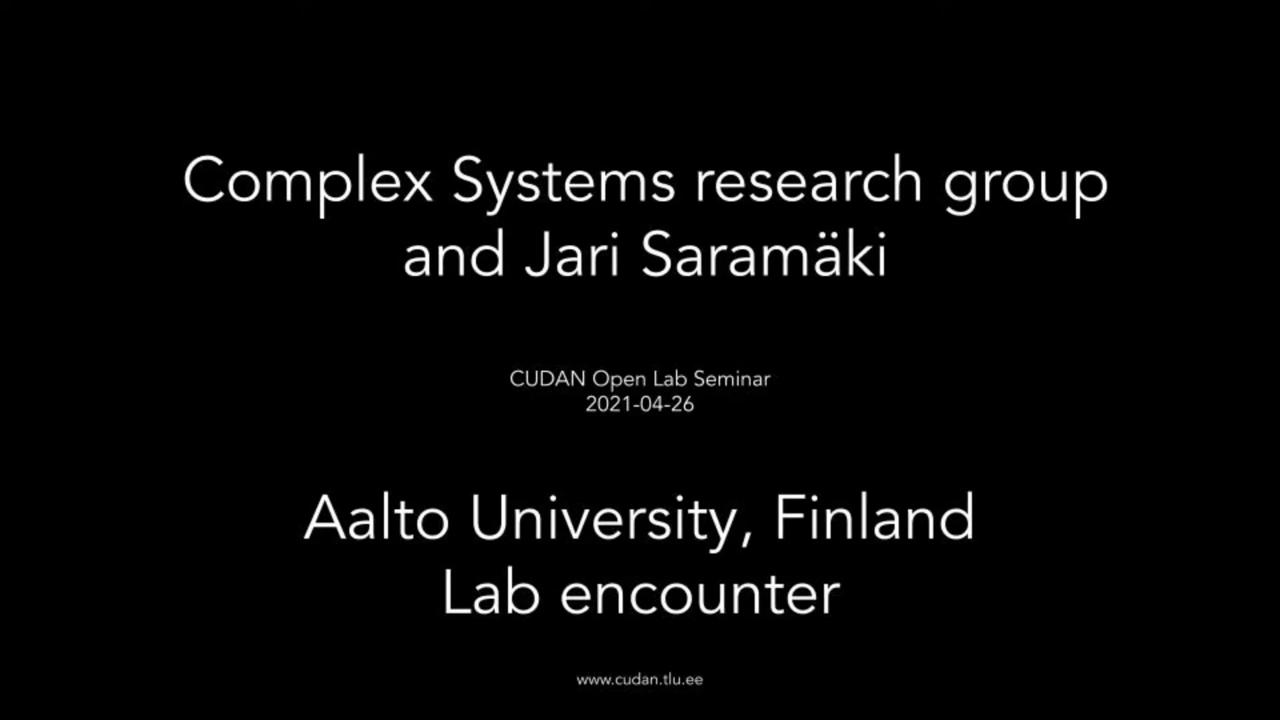 Complex Systems research group
and Jari Saramäki
CUDAN Open Lab Seminar
2021-04-26
Aalto University, Finland
Lab encounter
www.cudan.tlu.ee